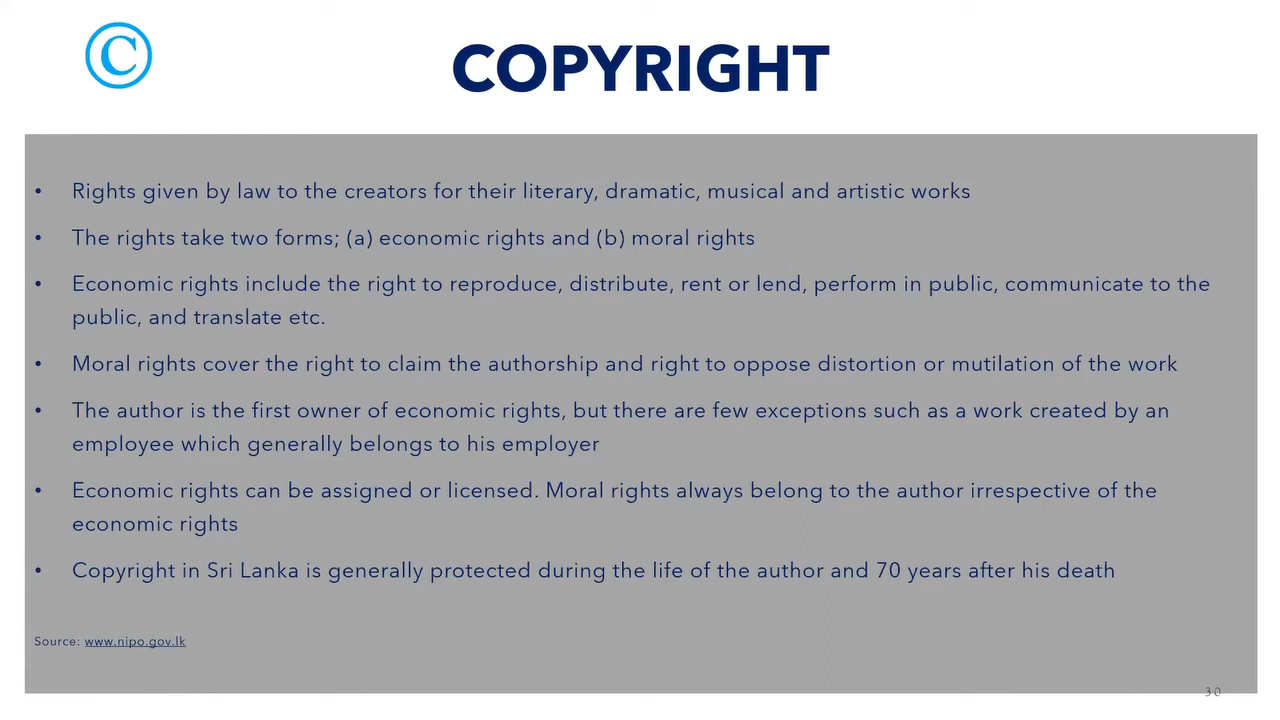 ©
COPYRIGHT
• Rights given by law to the creators for their literary, dramatic, musical and artistic works
• The rights take two forms; (a) economic rights and (b) moral rights
• Economic rights include the right to reproduce, distribute, rent or lend, perform in public, communicate to the
public, and translate etc.
• Moral rights cover the right to claim the authorship and right to oppose distortion or mutilation of the work
• The author is the first owner of economic rights, but there are few exceptions such as a work created by an
employee which generally belongs to his employer
• Economic rights can be assigned or licensed. Moral rights always belong to the author irrespective of the
economic rights
• Copyright in Sri Lanka is generally protected during the life of the author and 70 years after his death
Source: www.nipo.gov.lk
30